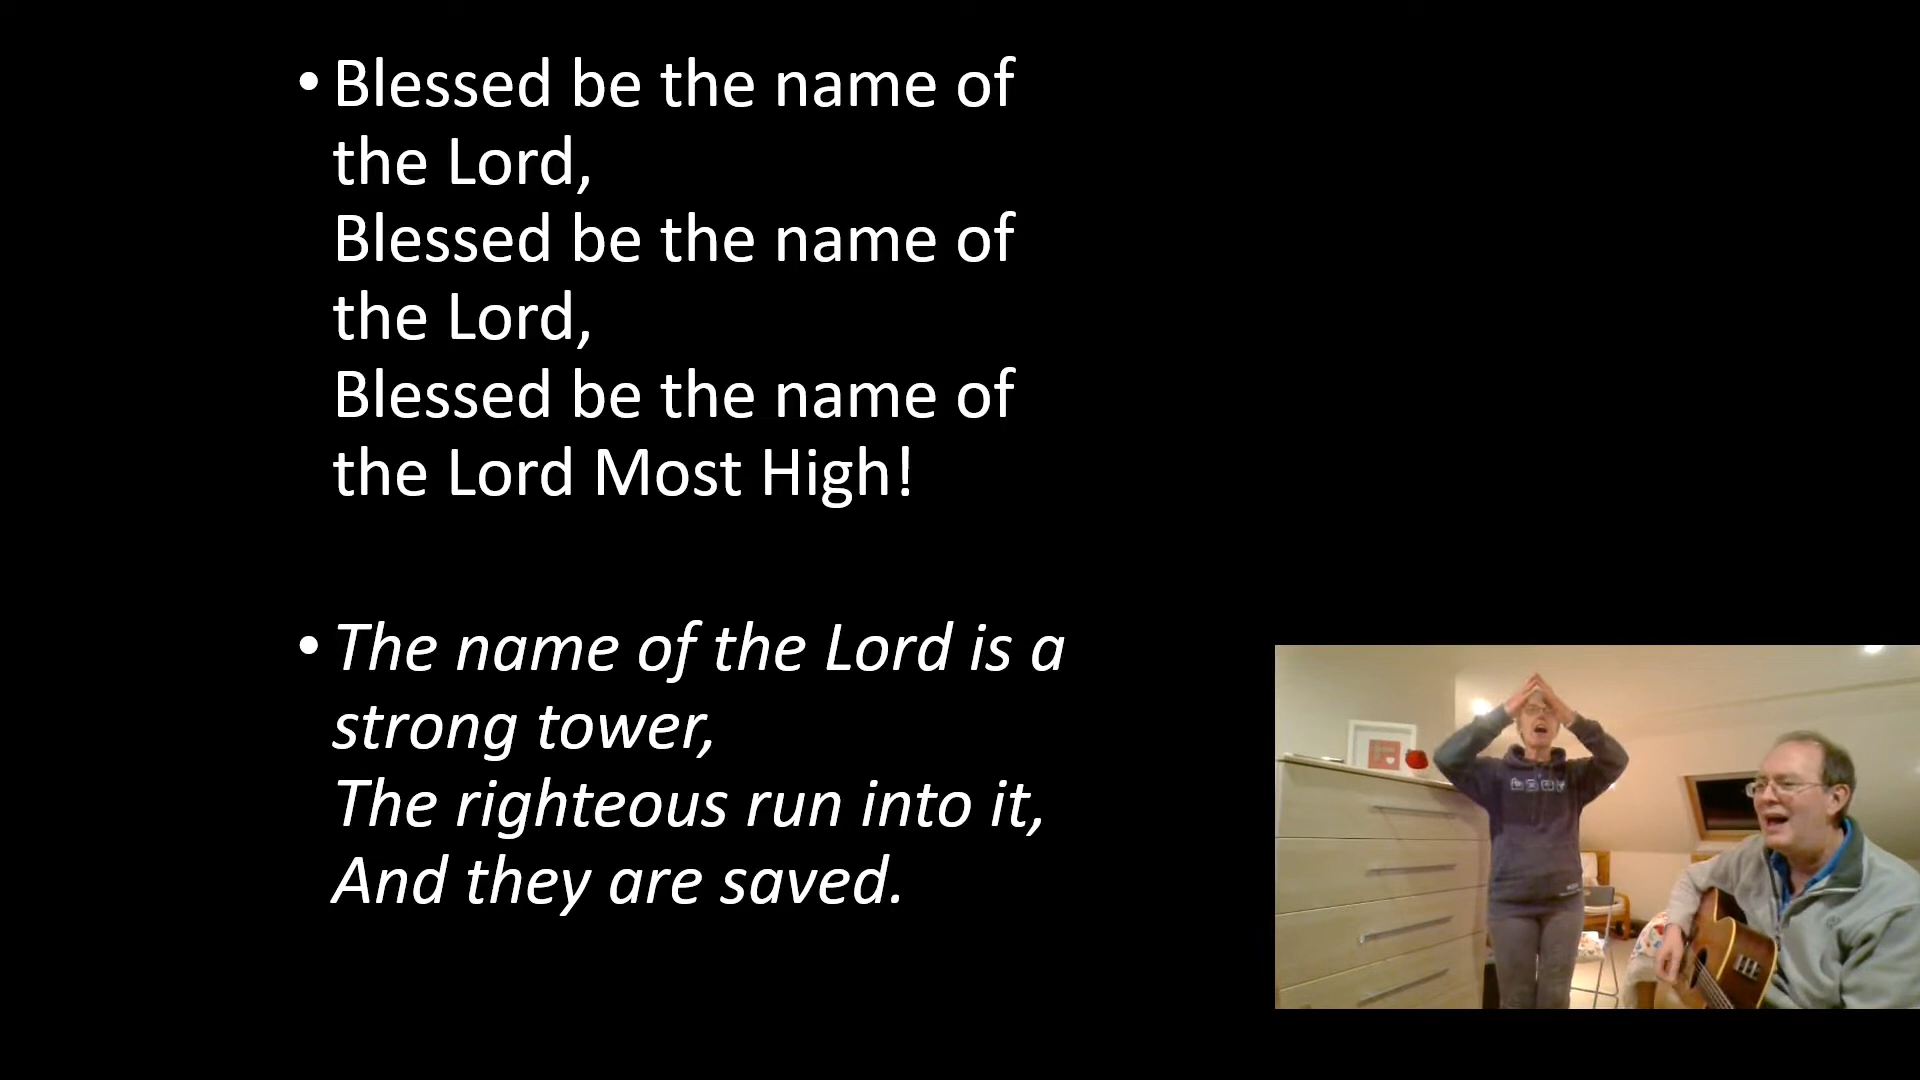 • Blessed be the name of
the Lord,
Blessed be the name of
the Lord,
Blessed be the name of
the Lord Most High!
• The name of the Lord is a
strong tower,
The righteous run into it,
And they are saved.